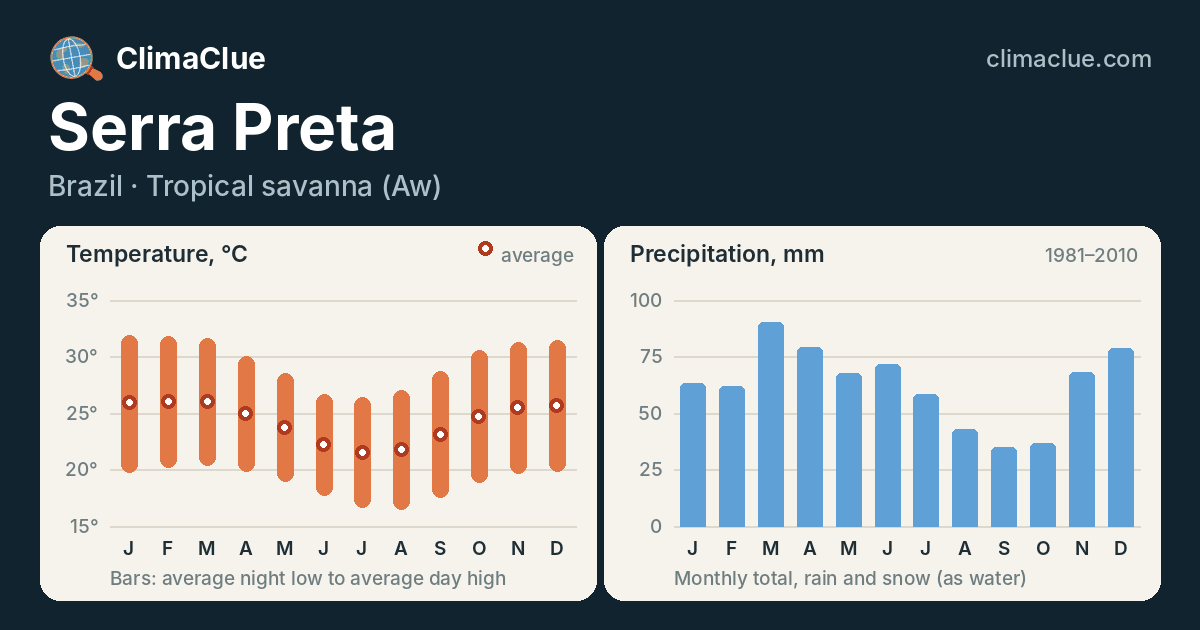 ClimaClue
climaclue.com
Serra Preta
Brazil · Tropical savanna (Aw)
Temperature, °C
average
35°
30°
25°
20°
15°
J F M A M J J A S O N D
Bars: average night low to average day high
Precipitation, mm
1981–2010
100
75
50
25
0
J F M A M J J A S O N D
Monthly total, rain and snow (as water)